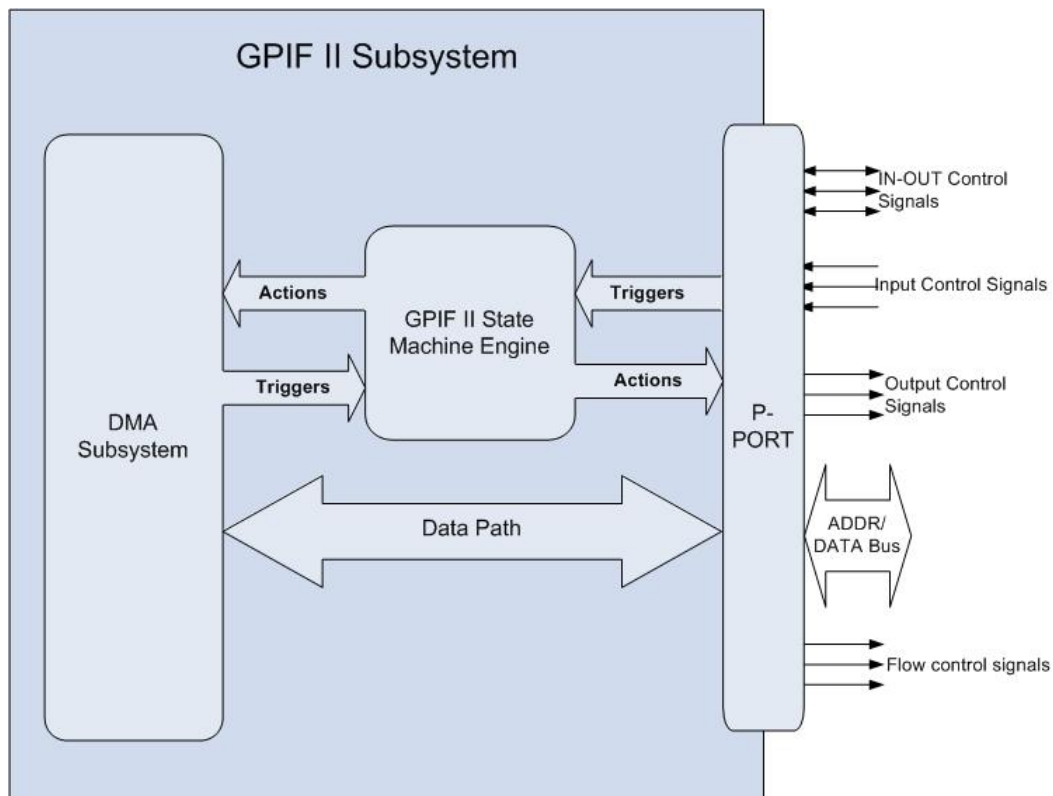 GPIF II Subsystem
IN-OUT Control
Signals
Actions
Triggers
Input Control Signals
GPIF II State
Machine Engine
Triggers
Actions
Output Control
Signals
DMA
Subsystem
P-
PORT
Data Path
ADDR/
DATA Bus
Flow control signals